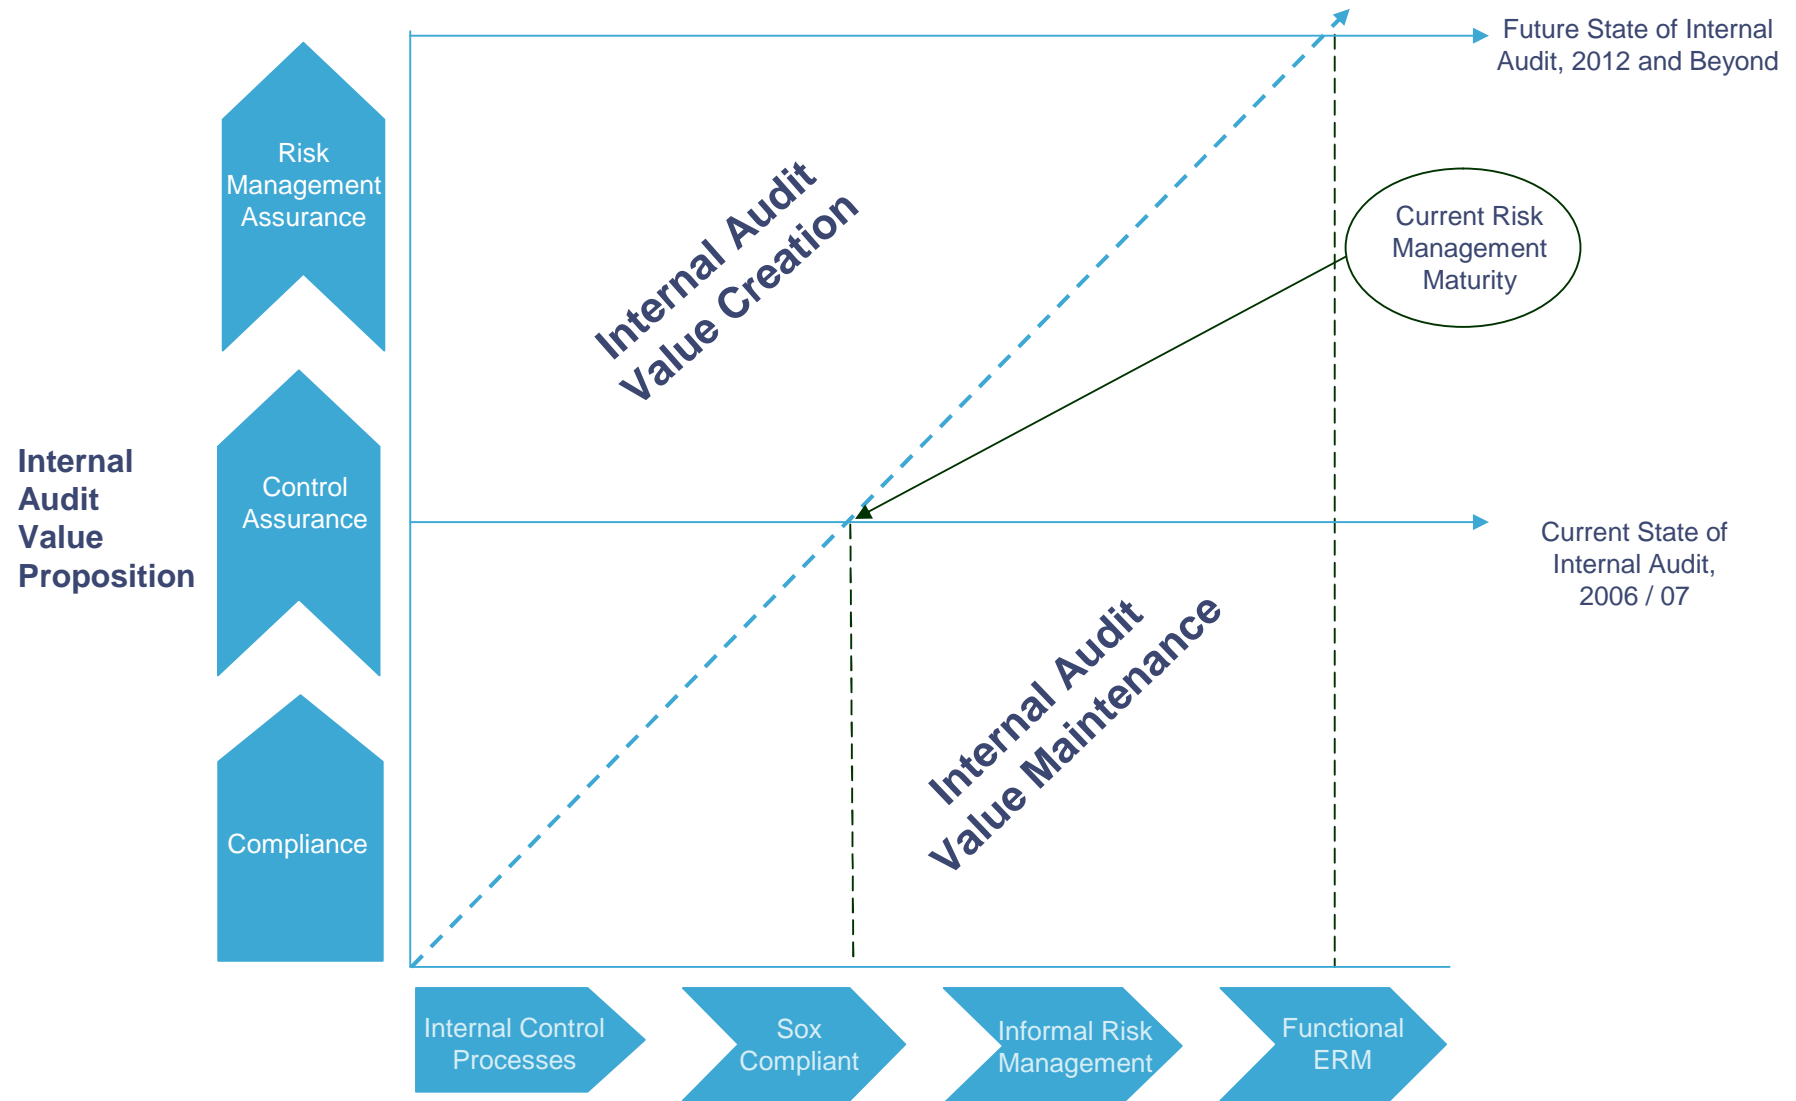 Future State of Internal
Audit, 2012 and Beyond
Risk
Management
Assurance
Internal Audit
Value Creation
Current Risk
Management
Maturity
Internal
Audit
Value
Proposition
Control
Assurance
Current State of
Internal Audit,
2006 / 07
Internal Audit
Value Maintenance
Compliance
Internal Control
Processes
Sox
Compliant
Informal Risk
Management
Functional
ERM